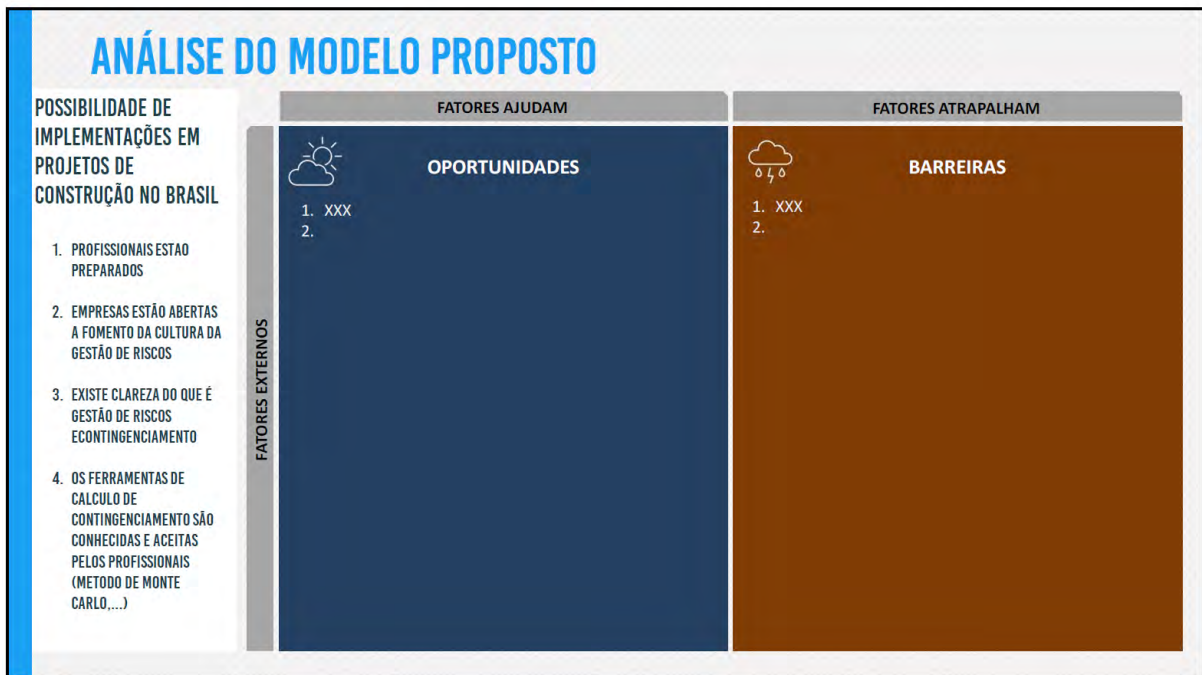 ANÁLISE DO MODELO PROPOSTO
POSSIBILIDADE DE
IMPLEMENTAÇÕES EM
PROJETOS DE
CONSTRUÇÃO NO BRASIL
1. PROFISSIONAIS ESTAO
PREPARADOS
2. EMPRESAS ESTÃO ABERTAS
A FOMENTO DA CULTURA DA
GESTÃO DE RISCOS
3. EXISTE CLAREZA DO QUE É
GESTÃO DE RISCOS
ECONTINGENCIAMENTO
4. OS FERRAMENTAS DE
CALCULO DE
CONTINGENCIAMENTO SÃO
CONHECIDAS E ACEITAS
PELOS PROFISSIONAIS
(METODO DE MONTE
CARLO,...)
FATORES EXTERNOS
FATORES AJUDAM
OPORTUNIDADES
1. XXX
2.
FATORES ATRAPALHAM
BARREIRAS
1. XXX
2.